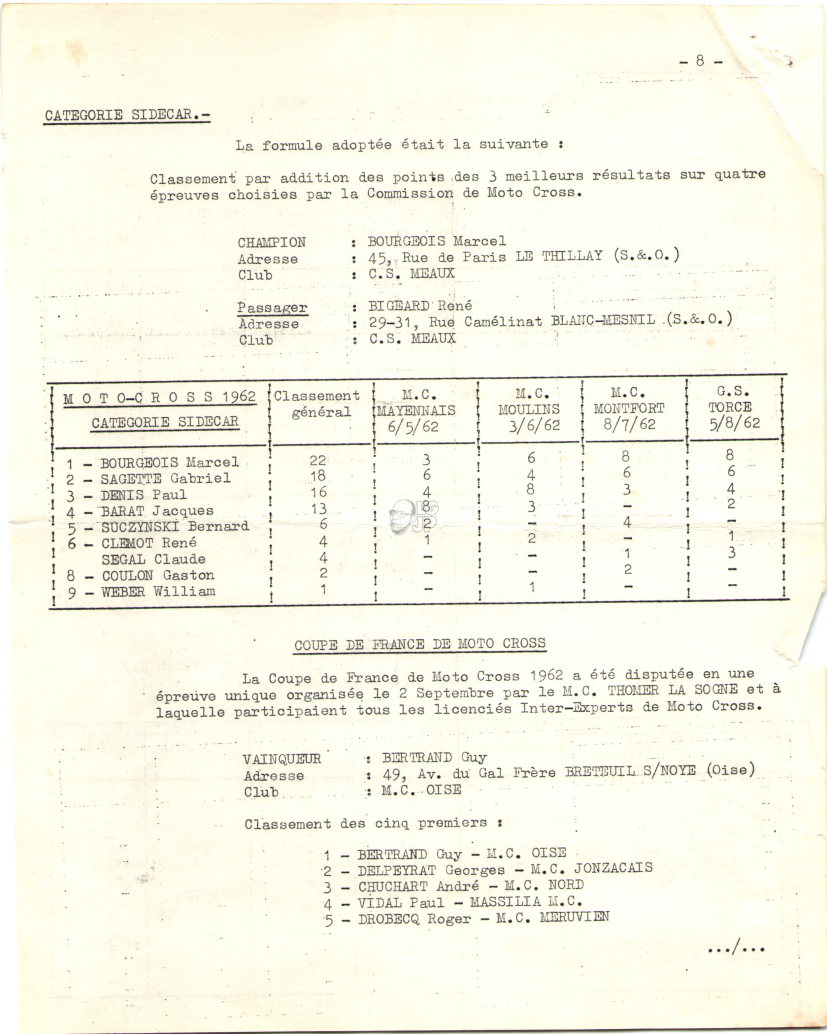 - 8 -
CATEGORIE SIDECAR.-
La formule adoptée était la suivante :
Classement par addition des points des 3 meilleurs résultats sur quatre
épreuves choisies par la Commission de Moto Cross.
CHAMPION : BOURGEOIS Marcel
Adresse : 45, Rue de Paris LE THILLAY (S.&.O.)
Club : C.S. MEAUX
Passager : BIGEARD René
Adresse : 29-31, Rue Camélinat BLANC-MESNIL (S.&.O.)
Club : C.S. MEAUX
M O T O-C R O S S 1962 Classement M.C. M.C. M.C. G.S.
CATEGORIE SIDECAR général MAYENNAIS MOULINS MONTFORT TORCE
6/5/62 3/6/62 8/7/62 5/8/62
1 - BOURGEOIS Marcel 22 3 6 8 8
2 - SAGETTE Gabriel 18 6 4 6 6
3 - DENIS Paul 16 4 8 3 4
4 - BARAT Jacques 13 8 3 - 2
5 - SUCZYNSKI Bernard 6 2 - 4 -
6 - CLEMOT René 4 1 2 - 1
SEGAL Claude 4 - - 1 3
8 - COULON Gaston 2 - - 2 -
9 - WEBER William 1 - 1 - -
COUPE DE FRANCE DE MOTO CROSS
La Coupe de France de Moto Cross 1962 a été disputée en une
épreuve unique organisée le 2 Septembre par le M.C. THOMER LA SOGNE et à
laquelle participaient tous les licenciés Inter-Experts de Moto Cross.
VAINQUEUR : BERTRAND Guy
Adresse : 49, Av. du Gal Frère BRETEUIL S/NOYE (Oise)
Club : M.C. OISE
Classement des cinq premiers :
1 - BERTRAND Guy - M.C. OISE
2 - DELPEYRAT Georges - M.C. JONZACAIS
3 - CHUCHART André - M.C. NORD
4 - VIDAL Paul - MASSILIA M.C.
5 - DROBECQ Roger - M.C. MERUVIEN
.../...